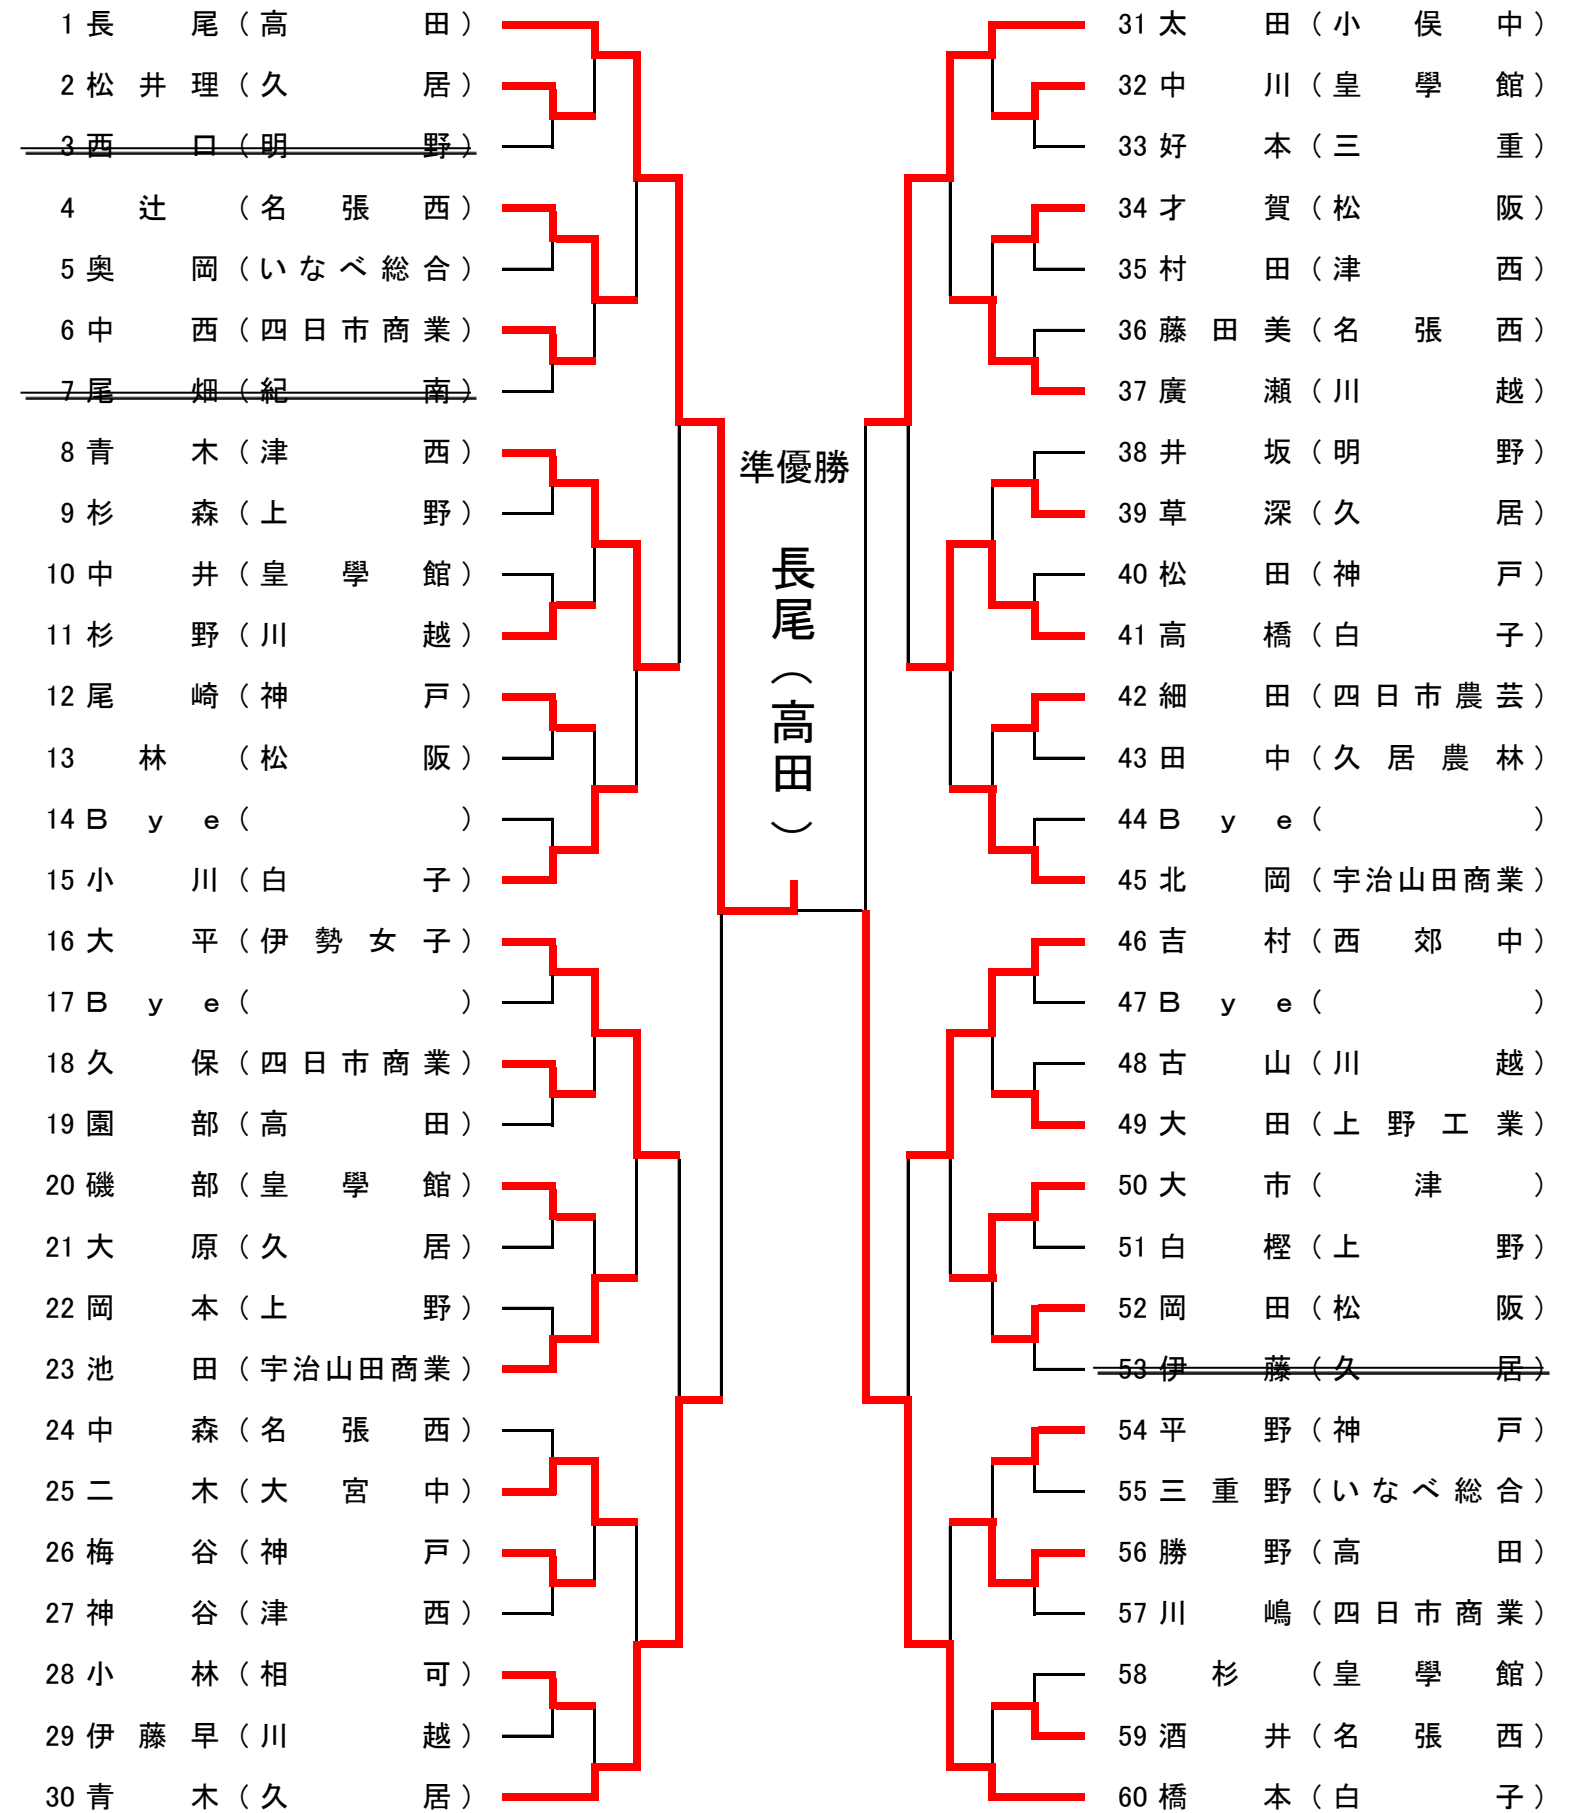 1 長尾（高田）
2 松井理（久居）
3 西口（明野）
4 辻（名張西）
5 奥岡（いなべ総合）
6 中西（四日市商業）
7 尾畑（紀南）
8 青木（津西）
9 杉森（上野）
10 中井（皇學館）
11 杉野（川越）
12 尾崎（神戸）
13 林（松阪）
14 Ｂｙｅ（　）
15 小川（白子）
16 大平（伊勢女子）
17 Ｂｙｅ（　）
18 久保（四日市商業）
19 園部（高田）
20 磯部（皇學館）
21 大原（久居）
22 岡本（上野）
23 池田（宇治山田商業）
24 中森（名張西）
25 二木（大宮中）
26 梅谷（神戸）
27 神谷（津西）
28 小林（相可）
29 伊藤早（川越）
30 青木（久居）
準優勝
長尾（高田）
31 太田（小俣中）
32 中川（皇學館）
33 好本（三重）
34 才賀（松阪）
35 村田（津西）
36 藤田美（名張西）
37 廣瀬（川越）
38 井坂（明野）
39 草深（久居）
40 松田（神戸）
41 高橋（白子）
42 細田（四日市農芸）
43 田中（久居農林）
44 Ｂｙｅ（　）
45 北岡（宇治山田商業）
46 吉村（西郊中）
47 Ｂｙｅ（　）
48 古山（川越）
49 大田（上野工業）
50 大市（津）
51 白樫（上野）
52 岡田（松阪）
53 伊藤（久居）
54 平野（神戸）
55 三重野（いなべ総合）
56 勝野（高田）
57 川嶋（四日市商業）
58 杉（皇學館）
59 酒井（名張西）
60 橋本（白子）